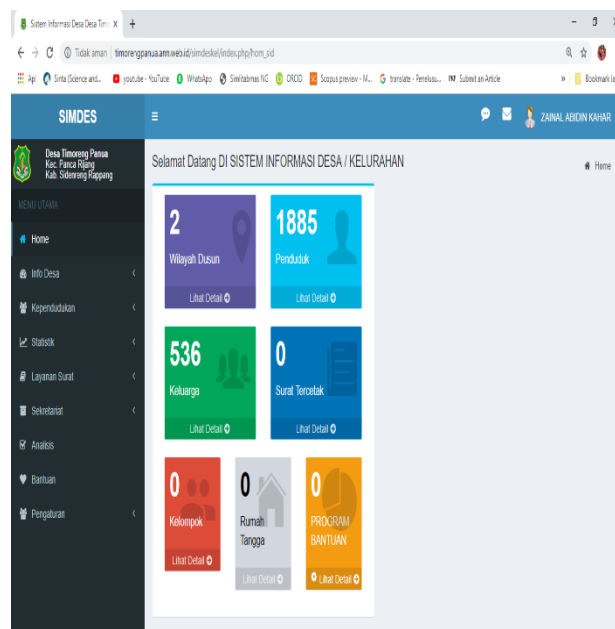 Sistem Informasi Desa Desa Timo X +
Tidak aman | timorengpanua.ann.web.id/simdeskel/index.php/hom_sid
Apl Sinta (Science and... youtube - YouTube WhatsApp Simlitabmas NG ORCID Scopus preview - M... translate - Penelusu... Submit an Article » Bookmark la
SIMDES
ZAINAL ABIDIN KAHAR
Desa Timoreng Panua
Kec. Panca Rijang
Kab. Sidenreng Rappang
Selamat Datang DI SISTEM INFORMASI DESA / KELURAHAN
Home
MENU UTAMA
Home
Info Desa
Kependudukan
Statistik
Layanan Surat
Sekretariat
Analisis
Bantuan
Pengaturan
2
Wilayah Dusun
Lihat Detail
1885
Penduduk
Lihat Detail
536
Keluarga
Lihat Detail
0
Surat Tercetak
Lihat Detail
0
Kelompok
Lihat Detail
0
Rumah
Tangga
Lihat Detail
0
PROGRAM
BANTUAN
Lihat Detail